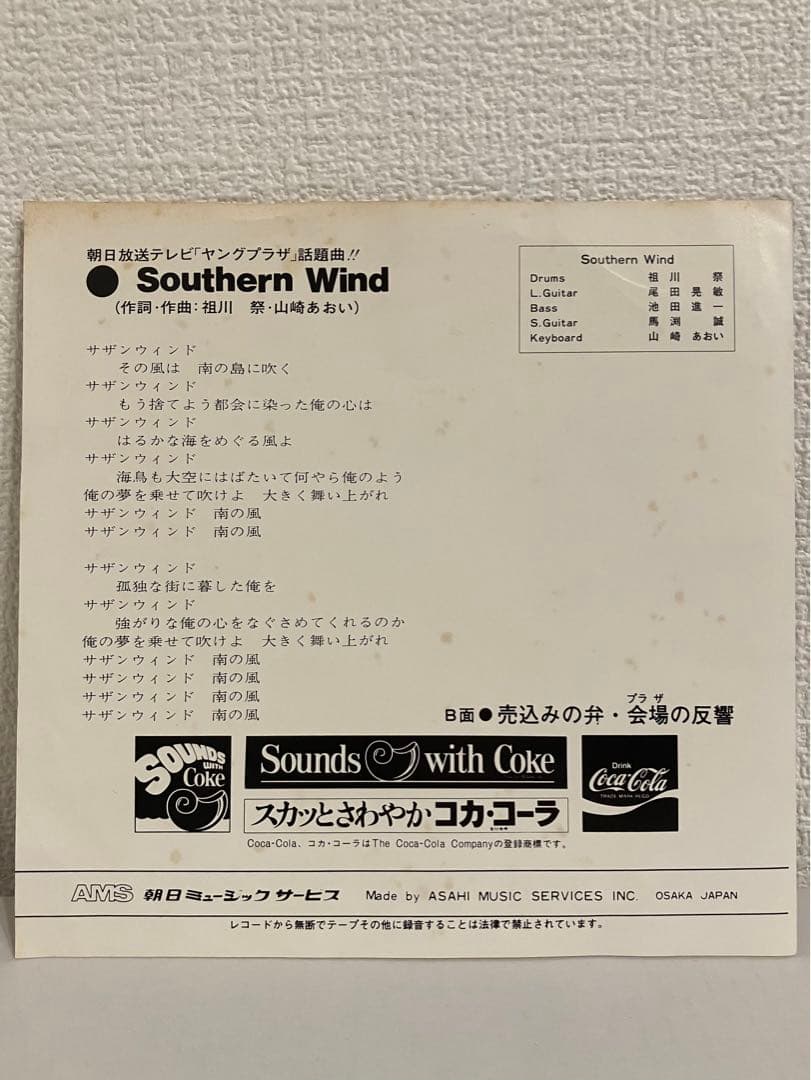 朝日放送テレビ「ヤングプラザ」話題曲!!
● Southern Wind
(作詞・作曲:祖川 祭・山崎あおい)
Southern Wind
Drums 祖川 祭
L.Guitar 尾田晃敏
Bass 池田進一
S.Guitar 馬渕 誠
Keyboard 山崎あおい
サザンウィンド
その風は 南の島に吹く
サザンウィンド
もう捨てよう都会に染った俺の心は
サザンウィンド
はるかな海をめぐる風よ
サザンウィンド
海鳥も大空にはばたいて何やら俺のよう
俺の夢を乗せて吹けよ 大きく舞い上がれ
サザンウィンド 南の風
サザンウィンド 南の風
サザンウィンド
孤独な街に暮した俺を
サザンウィンド
強がりな俺の心をなぐさめてくれるのか
俺の夢を乗せて吹けよ 大きく舞い上がれ
サザンウィンド 南の風
サザンウィンド 南の風
サザンウィンド 南の風
サザンウィンド 南の風
プラザ
B面●売込みの弁・会場の反響
SOUNDS WITH Coke
Sounds with Coke
スカッとさわやかコカ・コーラ
Drink
Coca-Cola
Coca-Cola、コカ・コーラはThe Coca-Cola Companyの登録商標です。
AMS 朝日ミュージックサービス Made by ASAHI MUSIC SERVICES INC. OSAKA JAPAN
レコードから無断でテープその他に録音することは法律で禁止されています。